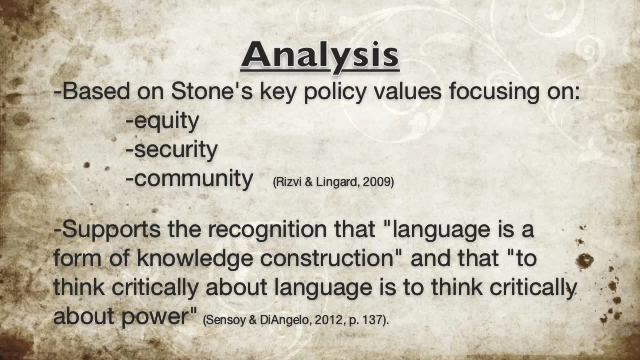 Analysis
-Based on Stone's key policy values focusing on:
-equity
-security
-community (Rizvi & Lingard, 2009)
-Supports the recognition that "language is a
form of knowledge construction" and that "to
think critically about language is to think critically
about power" (Sensoy & DiAngelo, 2012, p. 137).